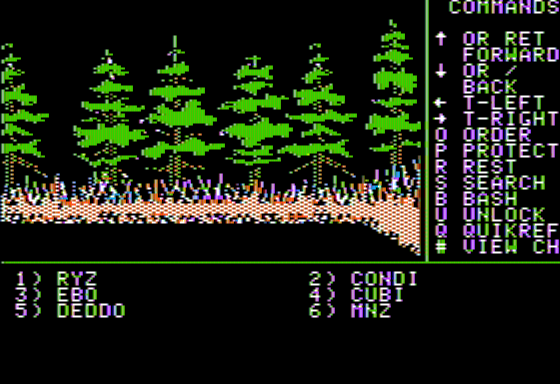 COMMANDS
↑ OR RET
FORWARD
↓ OR /
BACK
← T-LEFT
→ T-RIGHT
O ORDER
P PROTECT
R REST
S SEARCH
B BASH
U UNLOCK
Q QUIKREF
# VIEW CH
1) RYZ 2) CONDI
3) EBO 4) CUBI
5) DEDDO 6) MNZ